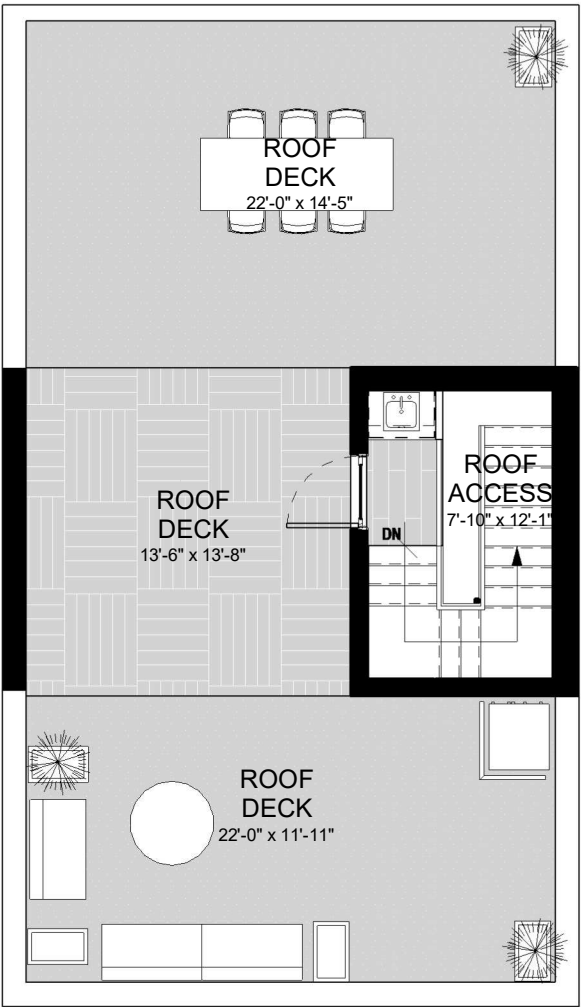 ROOF
DECK
22'-0" x 14'-5"
ROOF
ACCESS
7'-10" x 12'-1"
ROOF
DECK
13'-6" x 13'-8"
DN
ROOF
DECK
22'-0" x 11'-11"